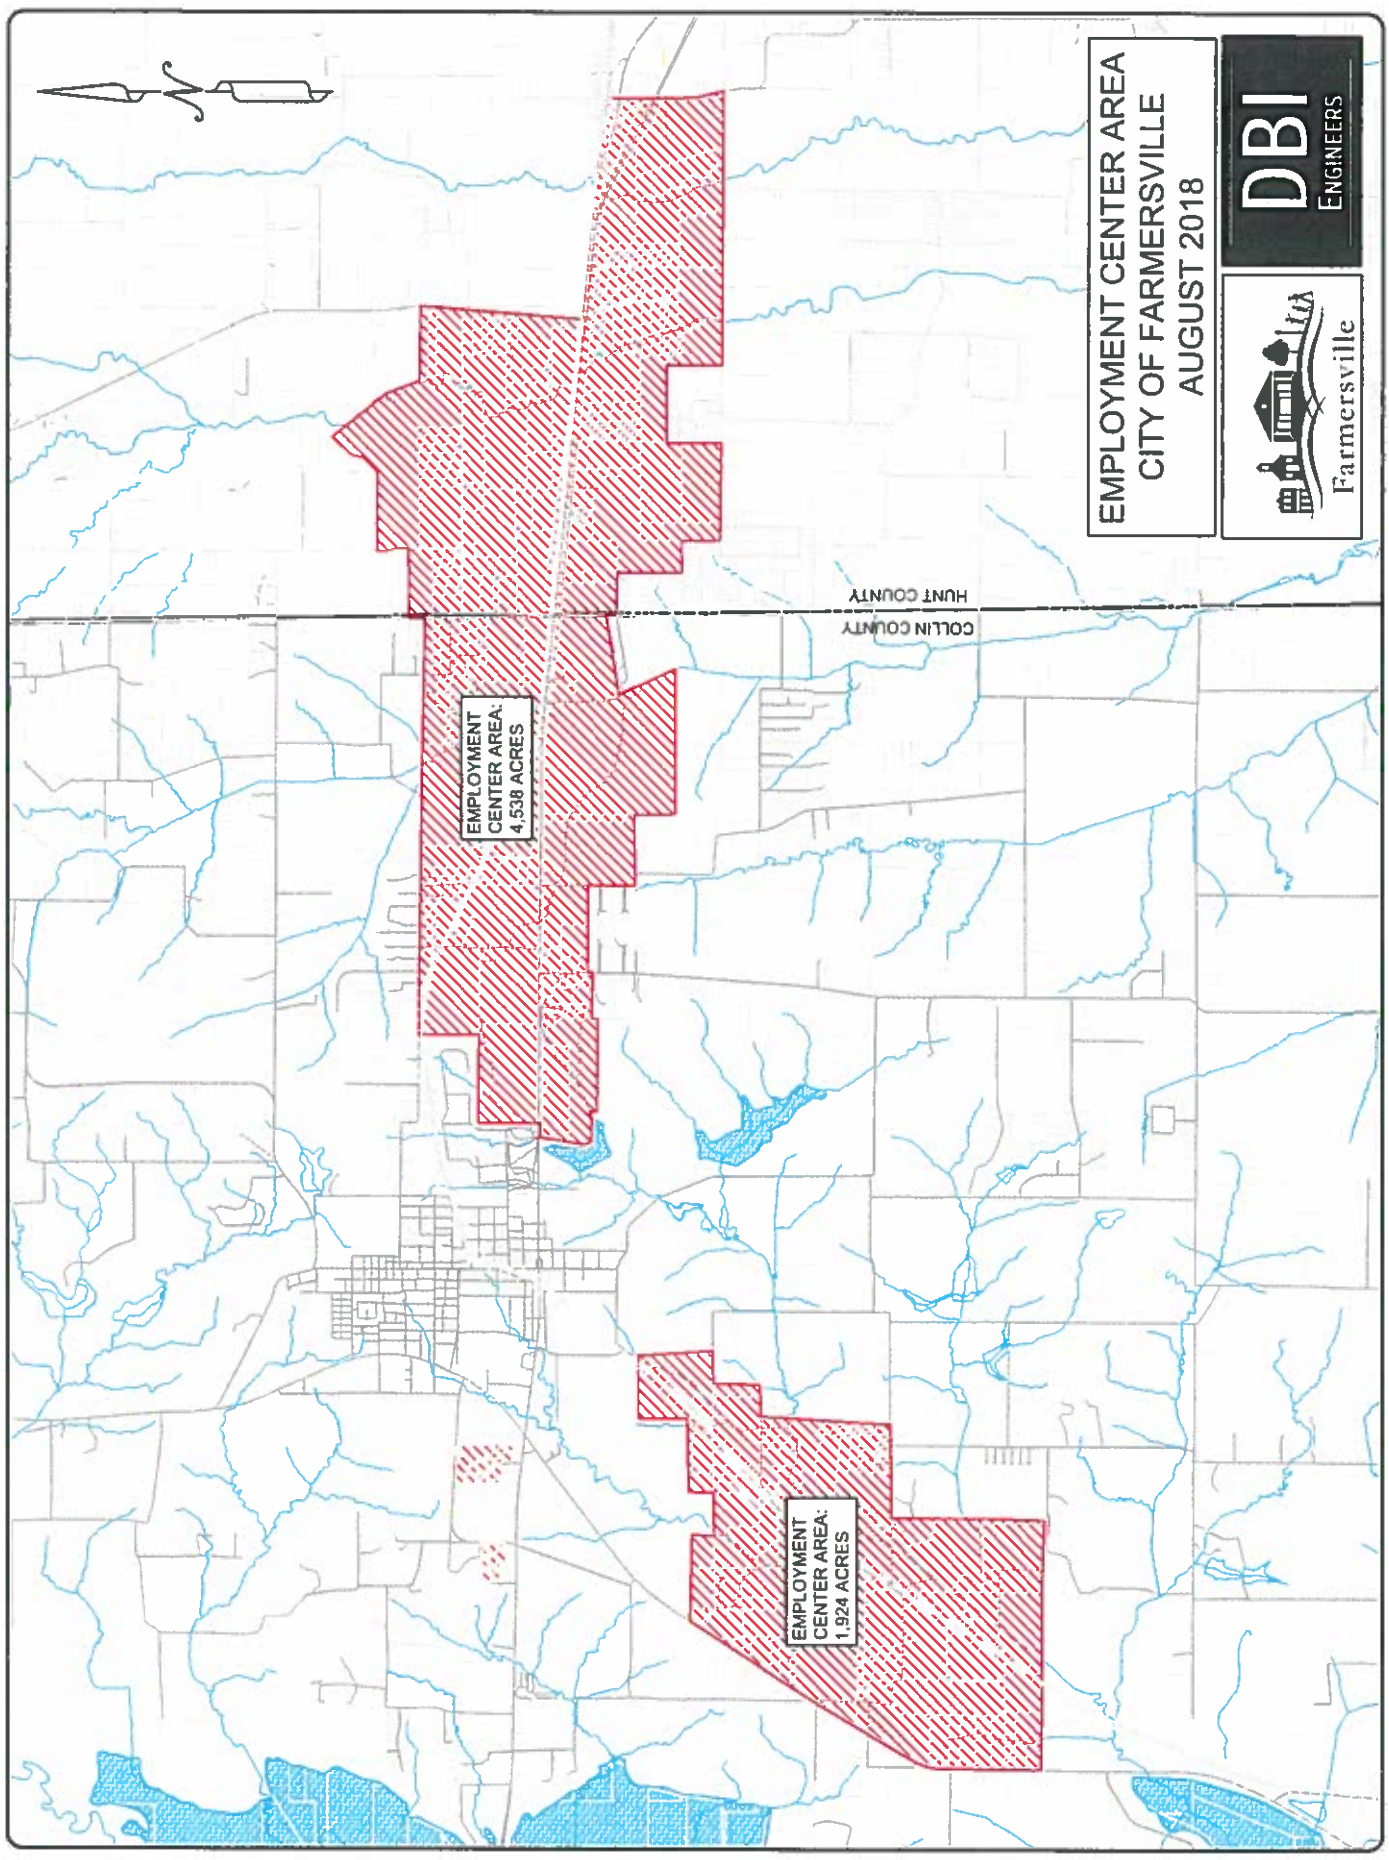 EMPLOYMENT
CENTER AREA:
4,538 ACRES
EMPLOYMENT
CENTER AREA:
1,924 ACRES
COLLIN COUNTY
HUNT COUNTY
EMPLOYMENT CENTER AREA
CITY OF FARMERSVILLE
AUGUST 2018
Farmersville
DBI
ENGINEERS
N